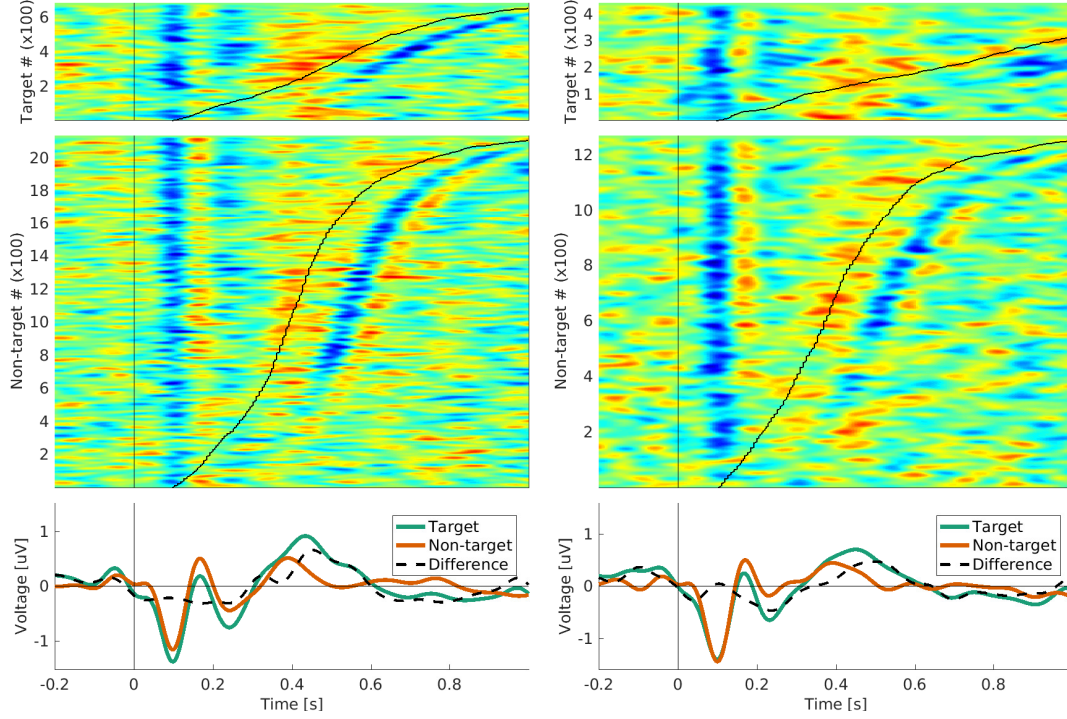 Target # (x100)
6
4
2
Target # (x100)
4
3
2
1
Non-target # (x100)
20
18
16
14
12
10
8
6
4
2
Non-target # (x100)
12
10
8
6
4
2
Voltage [uV]
1
0
-1
Target
Non-target
Difference
-0.2
0
0.2
0.4
0.6
0.8
Time [s]
Voltage [uV]
1
0
-1
Target
Non-target
Difference
-0.2
0
0.2
0.4
0.6
0.8
Time [s]